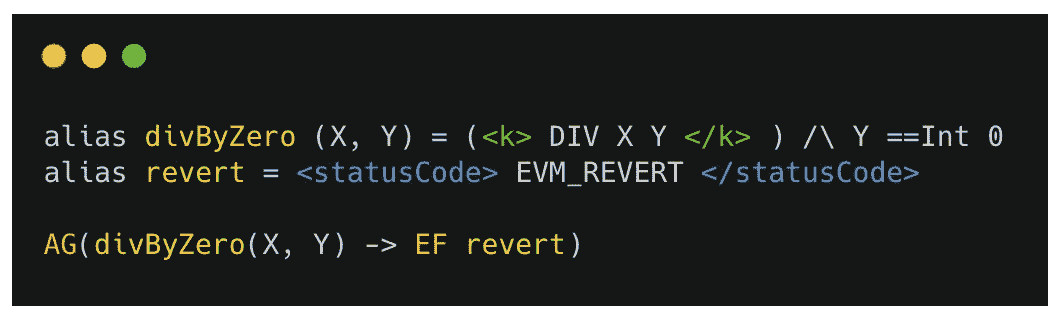 alias divByZero (X, Y) = (<k> DIV X Y </k> ) /\ Y ==Int 0
alias revert = <statusCode> EVM_REVERT </statusCode>
AG(divByZero(X, Y) -> EF revert)